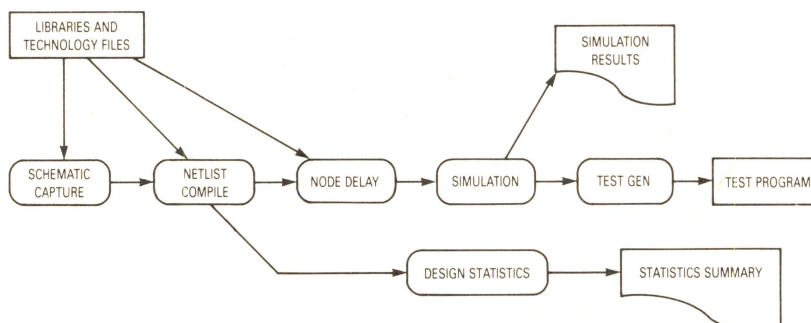 LIBRARIES AND
TECHNOLOGY FILES
SIMULATION
RESULTS
SCHEMATIC
CAPTURE
NETLIST
COMPILE
NODE DELAY
SIMULATION
TEST GEN
TEST PROGRAM
DESIGN STATISTICS
STATISTICS SUMMARY